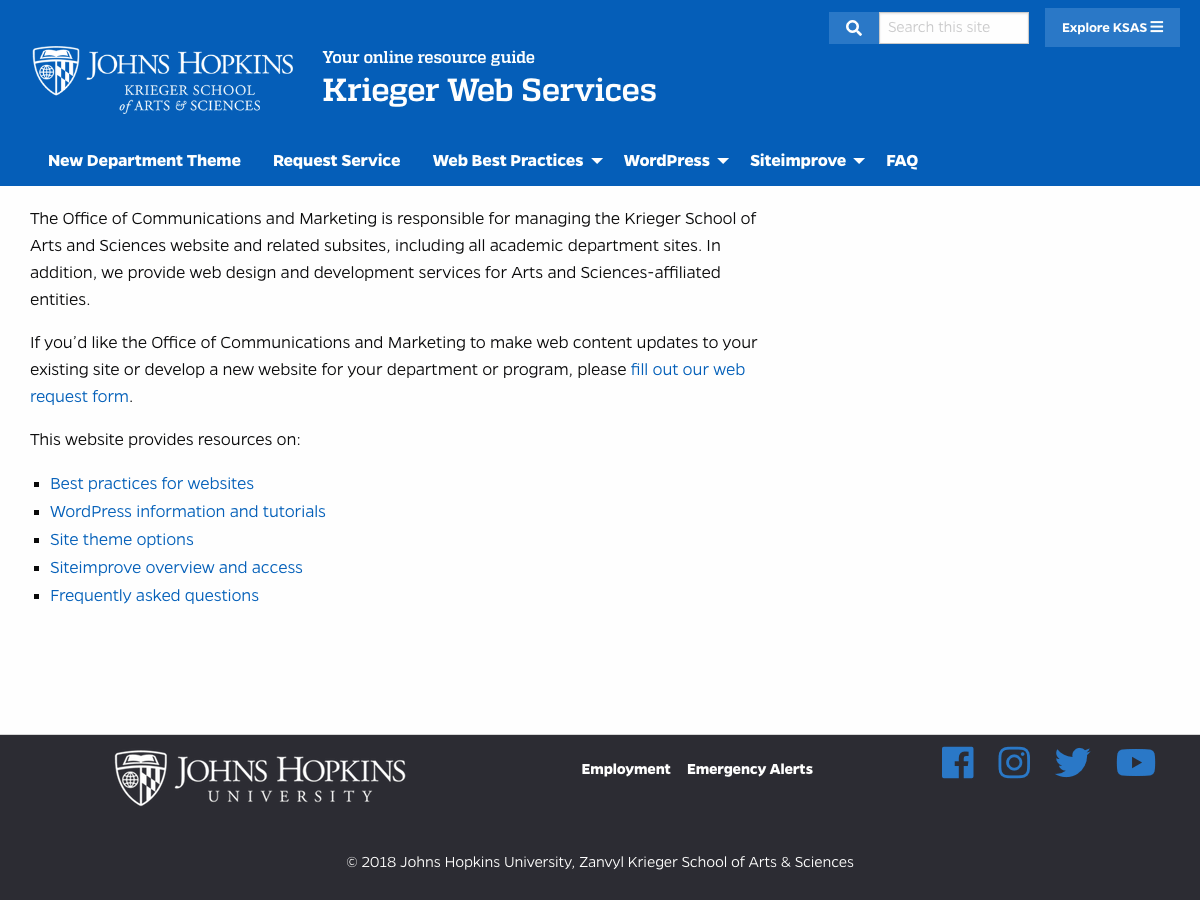 Search this site
Explore KSAS
JOHNS HOPKINS
KRIEGER SCHOOL
of ARTS & SCIENCES
Your online resource guide
Krieger Web Services
New Department Theme Request Service Web Best Practices WordPress Siteimprove FAQ
The Office of Communications and Marketing is responsible for managing the Krieger School of
Arts and Sciences website and related subsites, including all academic department sites. In
addition, we provide web design and development services for Arts and Sciences-affiliated
entities.
If you’d like the Office of Communications and Marketing to make web content updates to your
existing site or develop a new website for your department or program, please fill out our web
request form.
This website provides resources on:
Best practices for websites
WordPress information and tutorials
Site theme options
Siteimprove overview and access
Frequently asked questions
JOHNS HOPKINS
UNIVERSITY
Employment Emergency Alerts
© 2018 Johns Hopkins University, Zanvyl Krieger School of Arts & Sciences